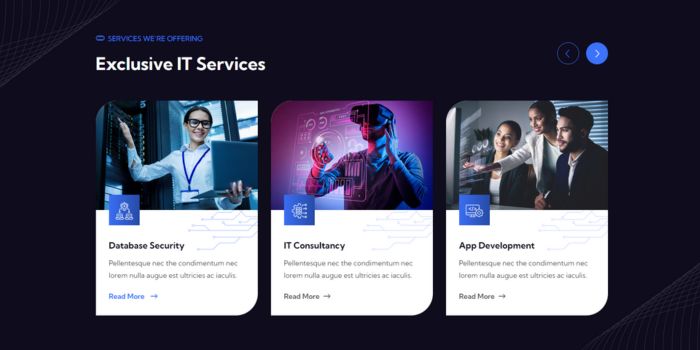 SERVICES WE'RE OFFERING
Exclusive IT Services
Database Security
Pellentesque nec the condimentum nec
lorem nulla augue est ultricies ac iaculis.
Read More
IT Consultancy
Pellentesque nec the condimentum nec
lorem nulla augue est ultricies ac iaculis.
Read More
App Development
Pellentesque nec the condimentum nec
lorem nulla augue est ultricies ac iaculis.
Read More